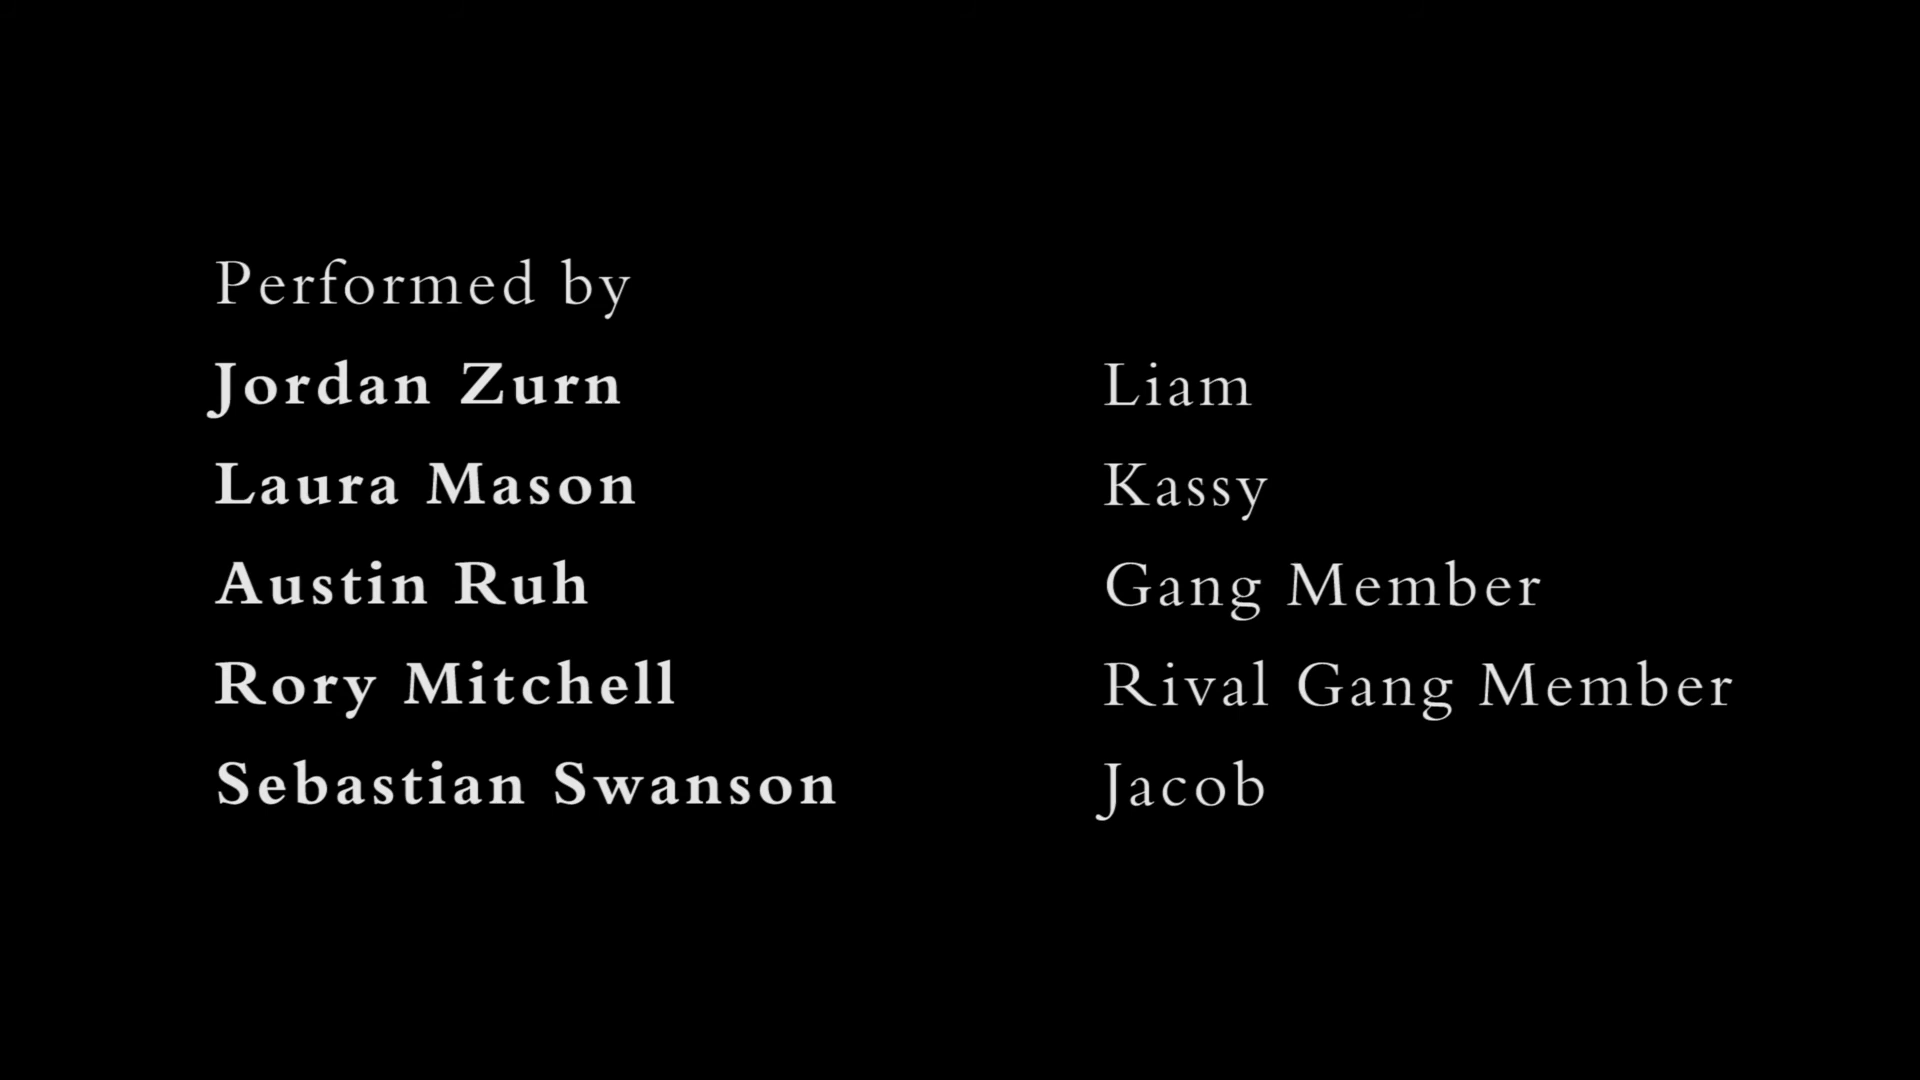 Performed by
Jordan Zurn Liam
Laura Mason Kassy
Austin Ruh Gang Member
Rory Mitchell Rival Gang Member
Sebastian Swanson Jacob